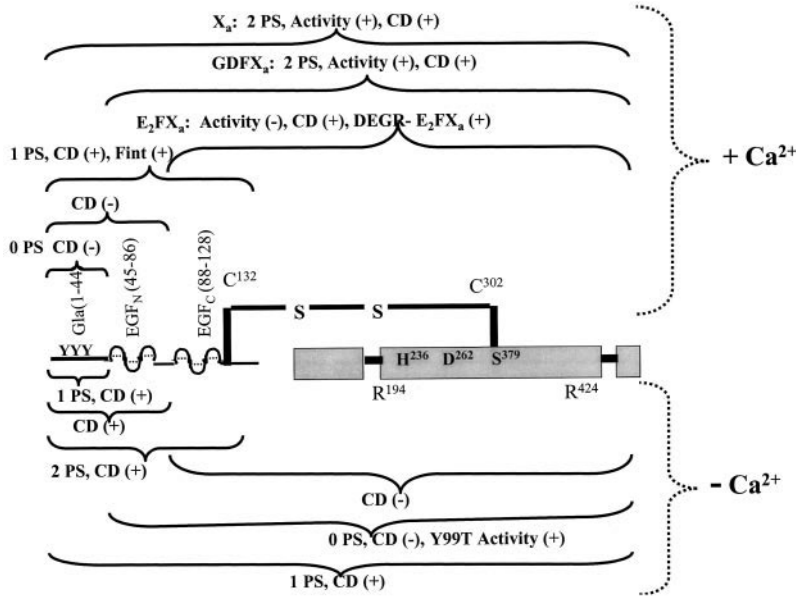 Xₐ: 2 PS, Activity (+), CD (+)
GDFXₐ: 2 PS, Activity (+), CD (+)
E₂FXₐ: Activity (-), CD (+), DEGR- E₂FXₐ (+)
1 PS, CD (+), Fint (+)
+ Ca²⁺
CD (-)
0 PS CD (-)
Gla(1-44)
EGF_N (45-86)
EGF_C (88-128)
C¹³²
C³⁰²
S S
YYY
H²³⁶ D²⁶² S³⁷⁹
R¹⁹⁴ R⁴²⁴
1 PS, CD (+)
CD (+)
2 PS, CD (+)
CD (-)
- Ca²⁺
0 PS, CD (-), Y99T Activity (+)
1 PS, CD (+)